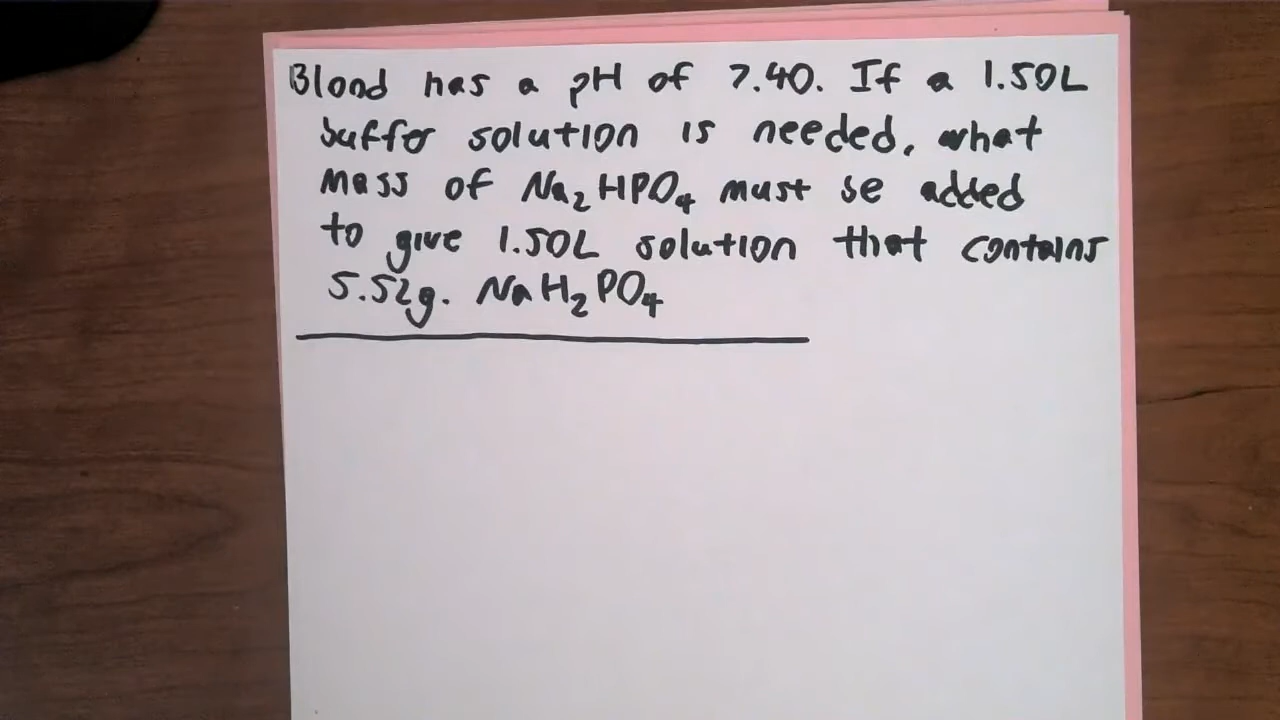 Blood has a pH of 7.40. If a 1.50L
buffer solution is needed, what
mass of Na₂HPO₄ must be added
to give 1.50L solution that contains
5.52g. NaH₂PO₄